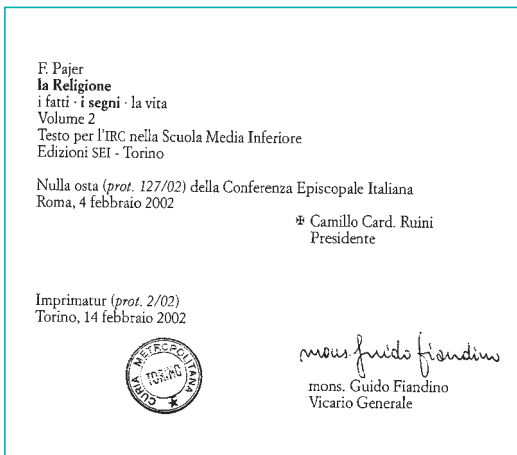 F. Pajer
la Religione
i fatti · i segni · la vita
Volume 2
Testo per l'IRC nella Scuola Media Inferiore
Edizioni SEI - Torino
Nulla osta (prot. 127/02) della Conferenza Episcopale Italiana
Roma, 4 febbraio 2002
✠ Camillo Card. Ruini
Presidente
Imprimatur (prot. 2/02)
Torino, 14 febbraio 2002
CURIA METROPOLITANA
TORINO
mons. Guido Fiandino
mons. Guido Fiandino
Vicario Generale